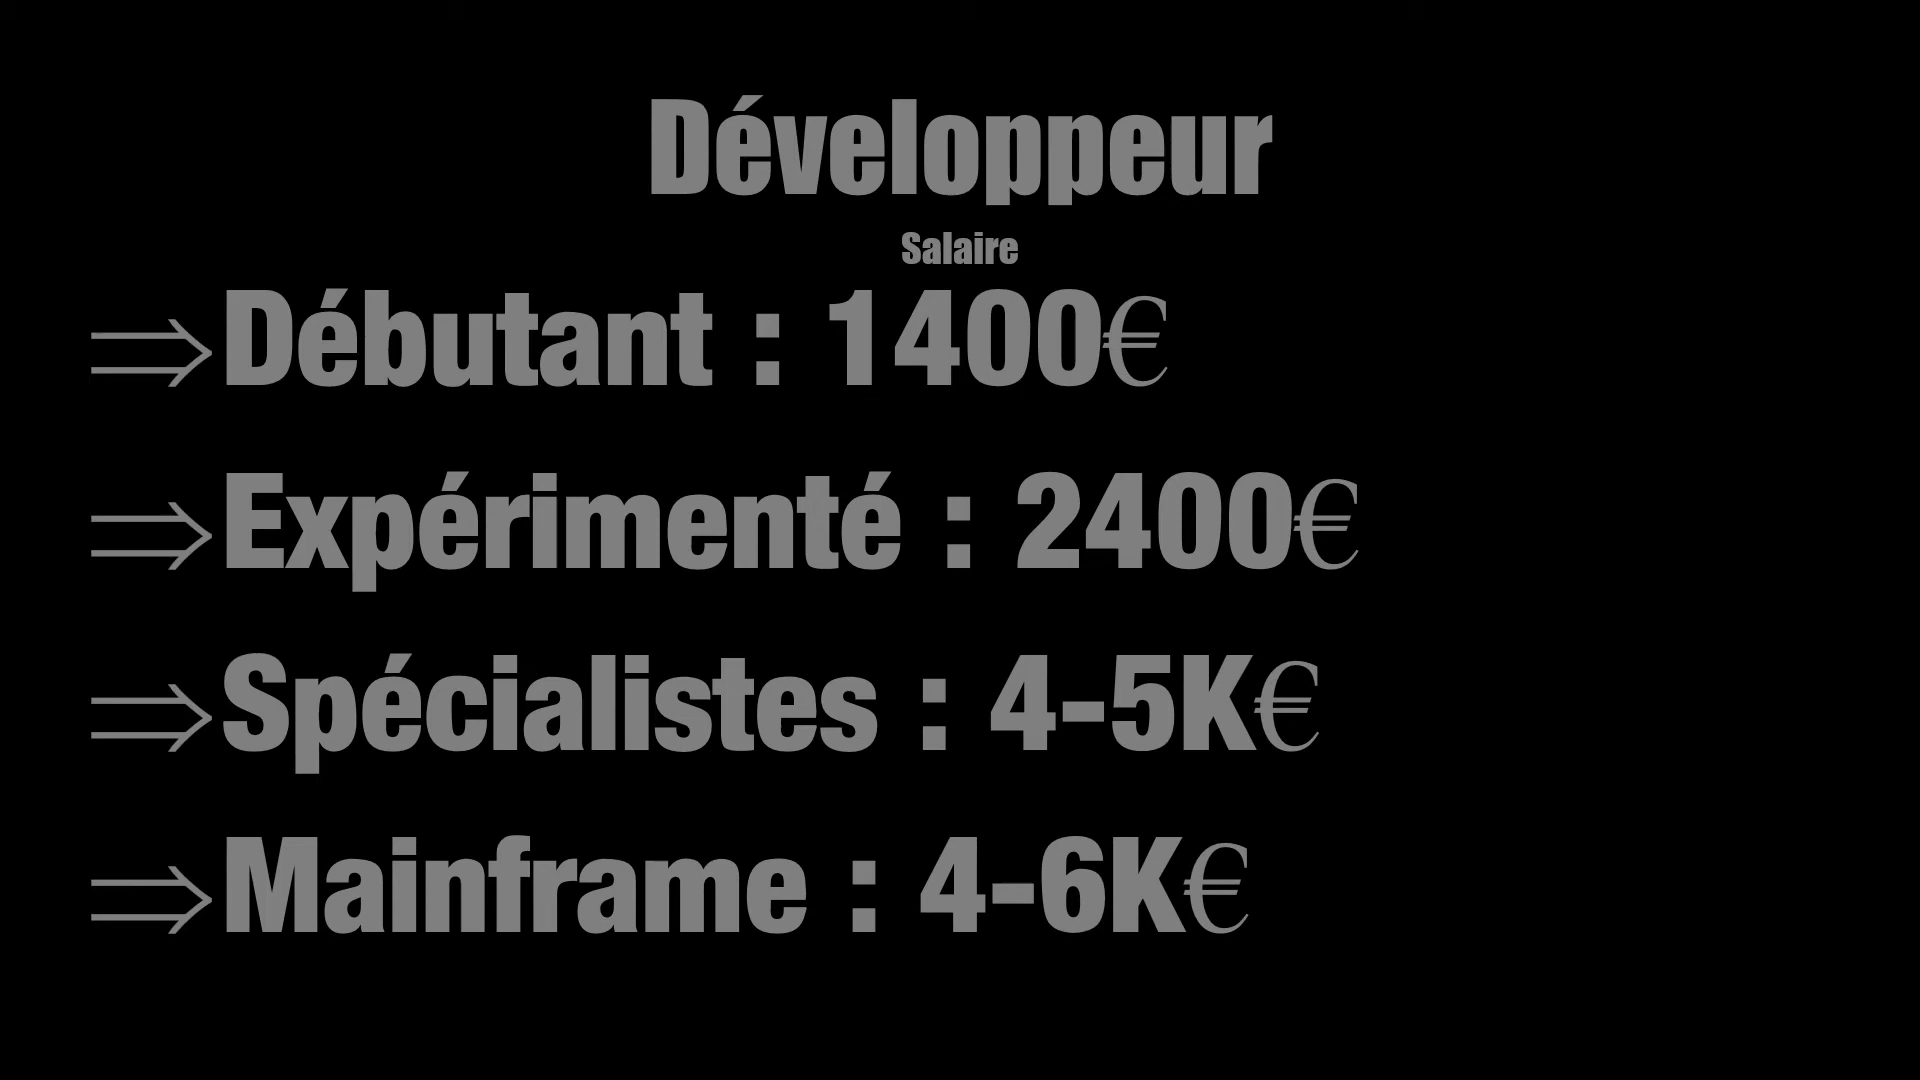 Développeur
Salaire
⇒Débutant : 1400€
⇒Expérimenté : 2400€
⇒Spécialistes : 4-5K€
⇒Mainframe : 4-6K€